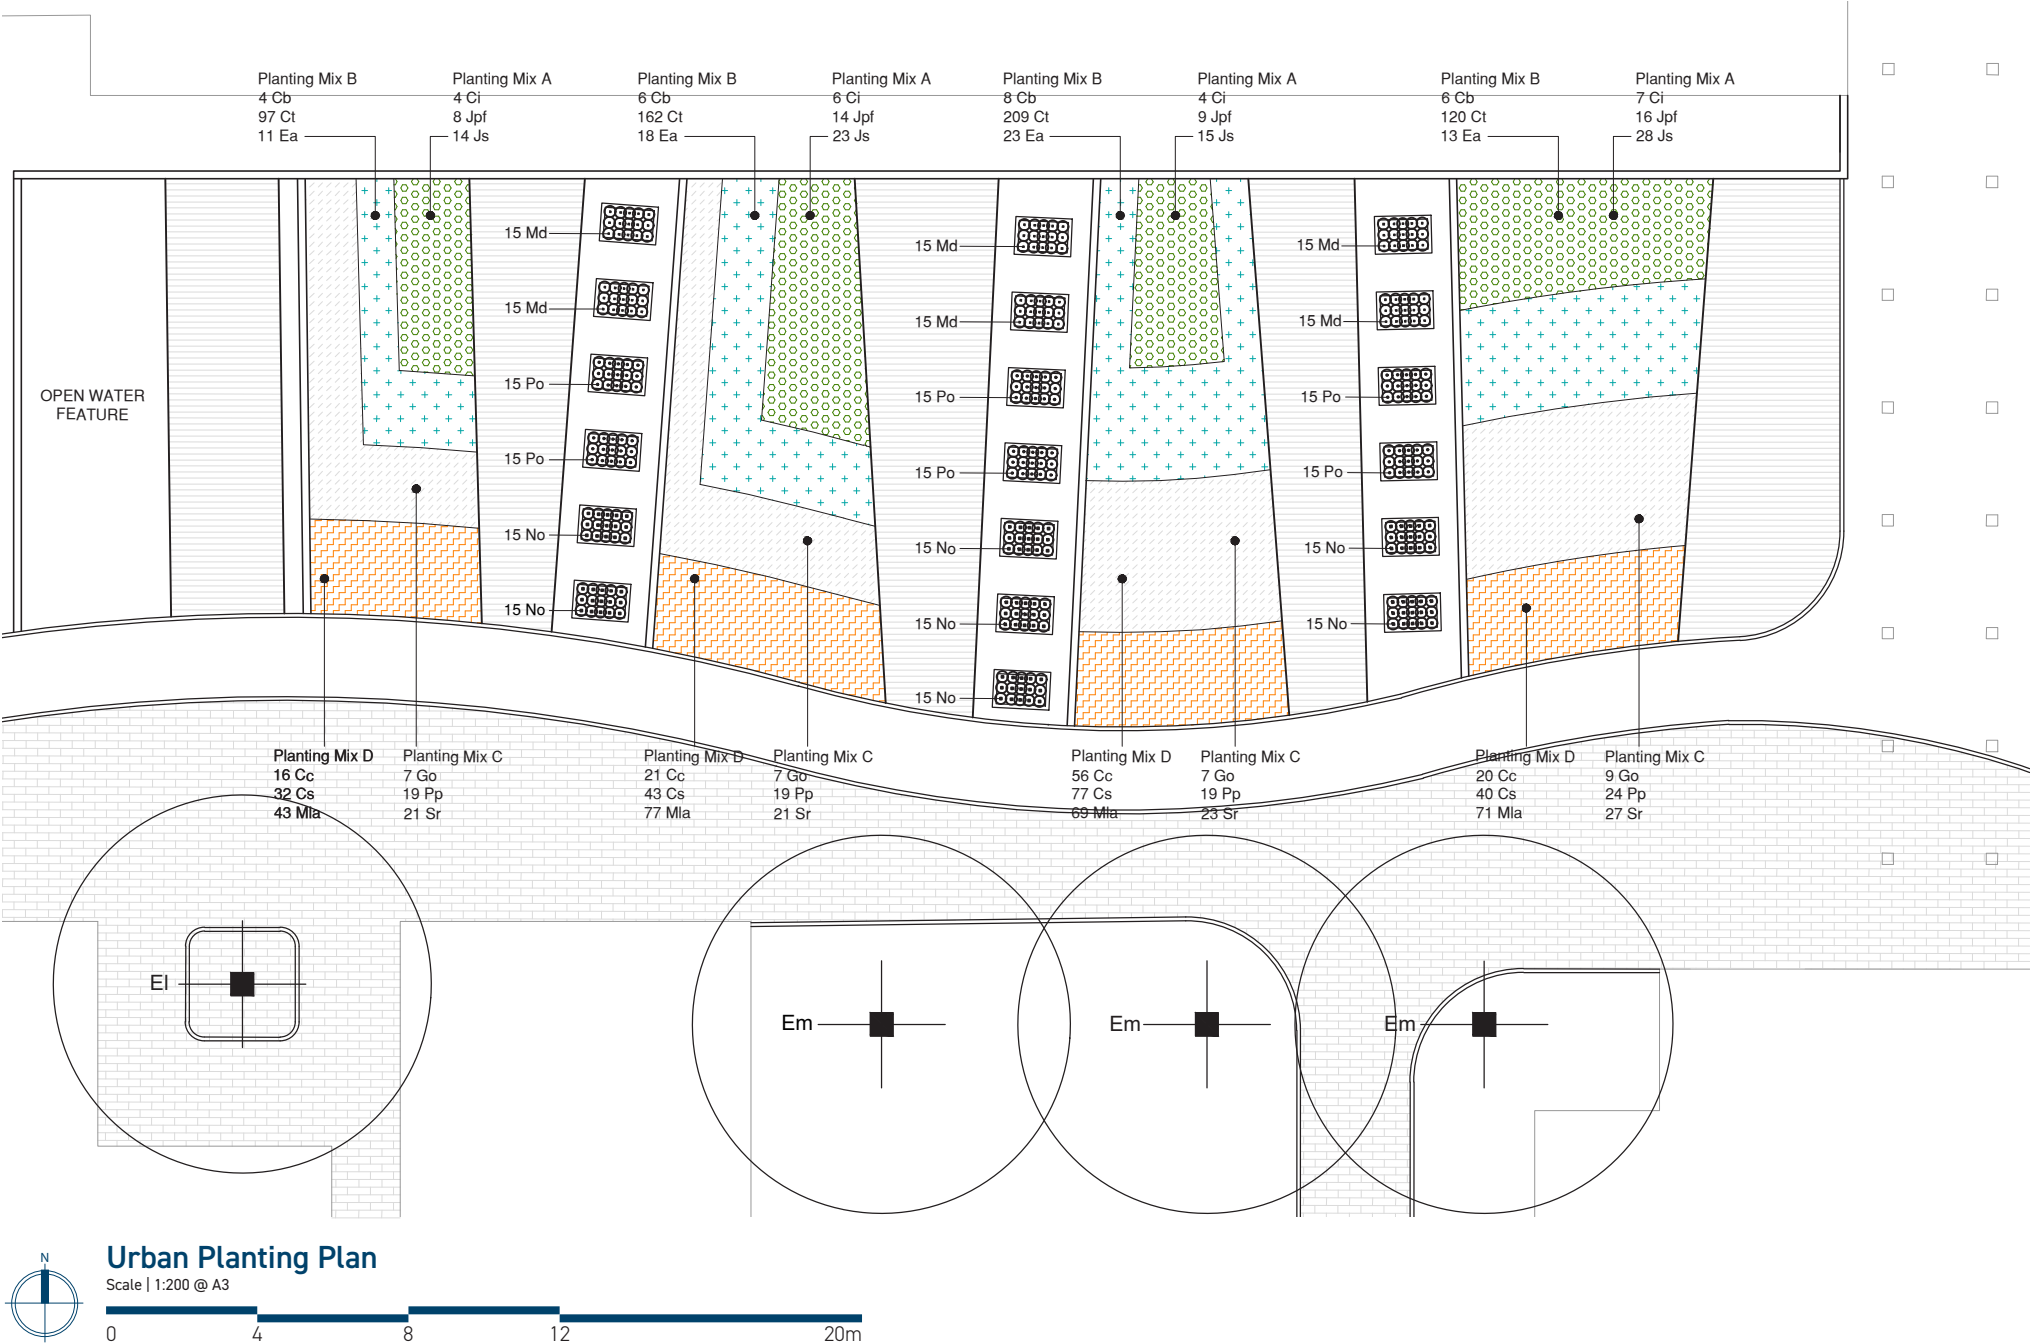 Planting Mix B
4 Cb
97 Ct
11 Ea
Planting Mix A
4 Ci
8 Jpf
14 Js
Planting Mix B
6 Cb
162 Ct
18 Ea
Planting Mix A
6 Ci
14 Jpf
23 Js
Planting Mix B
8 Cb
209 Ct
23 Ea
Planting Mix A
4 Ci
9 Jpf
15 Js
Planting Mix B
6 Cb
120 Ct
13 Ea
Planting Mix A
7 Ci
16 Jpf
28 Js
OPEN WATER
FEATURE
15 Md
15 Md
15 Po
15 Po
15 No
15 No
15 Md
15 Md
15 Po
15 Po
15 No
15 No
15 No
15 Md
15 Md
15 Po
15 Po
15 No
15 No
Planting Mix D
16 Cc
32 Cs
43 Mla
Planting Mix C
7 Go
19 Pp
21 Sr
Planting Mix D
21 Cc
43 Cs
77 Mla
Planting Mix C
7 Go
19 Pp
21 Sr
Planting Mix D
56 Cc
77 Cs
69 Mla
Planting Mix C
7 Go
19 Pp
23 Sr
Planting Mix D
20 Cc
40 Cs
71 Mla
Planting Mix C
9 Go
24 Pp
27 Sr
El
Em
Em
Em
N
Urban Planting Plan
Scale | 1:200 @ A3
0 4 8 12 20m